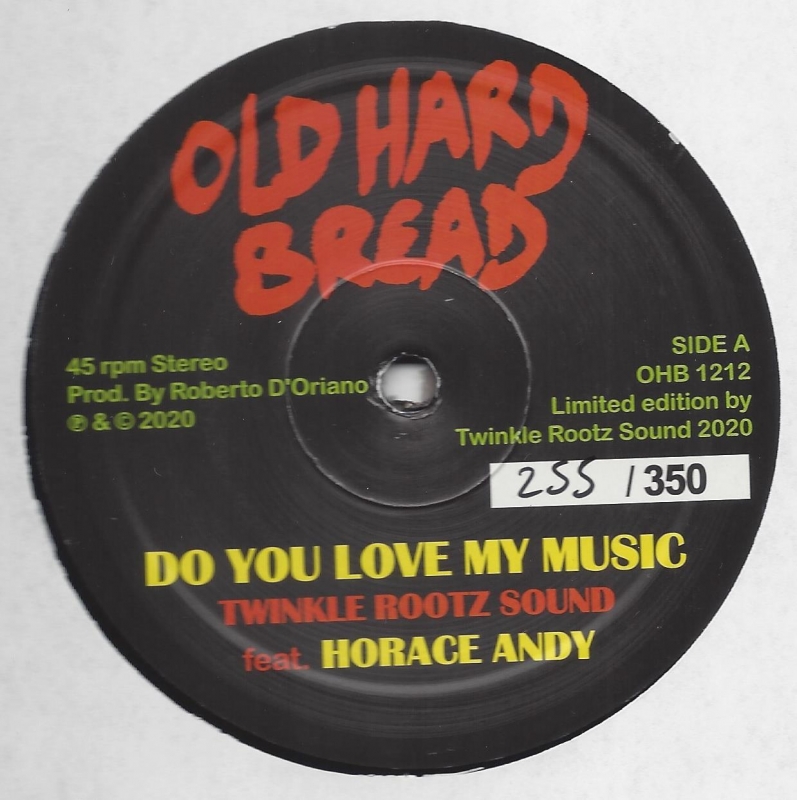 OLD HARD
BREAD
45 rpm Stereo
Prod. By Roberto D'Oriano
℗ & © 2020
SIDE A
OHB 1212
Limited edition by
Twinkle Rootz Sound 2020
255 / 350
DO YOU LOVE MY MUSIC
TWINKLE ROOTZ SOUND
feat. HORACE ANDY